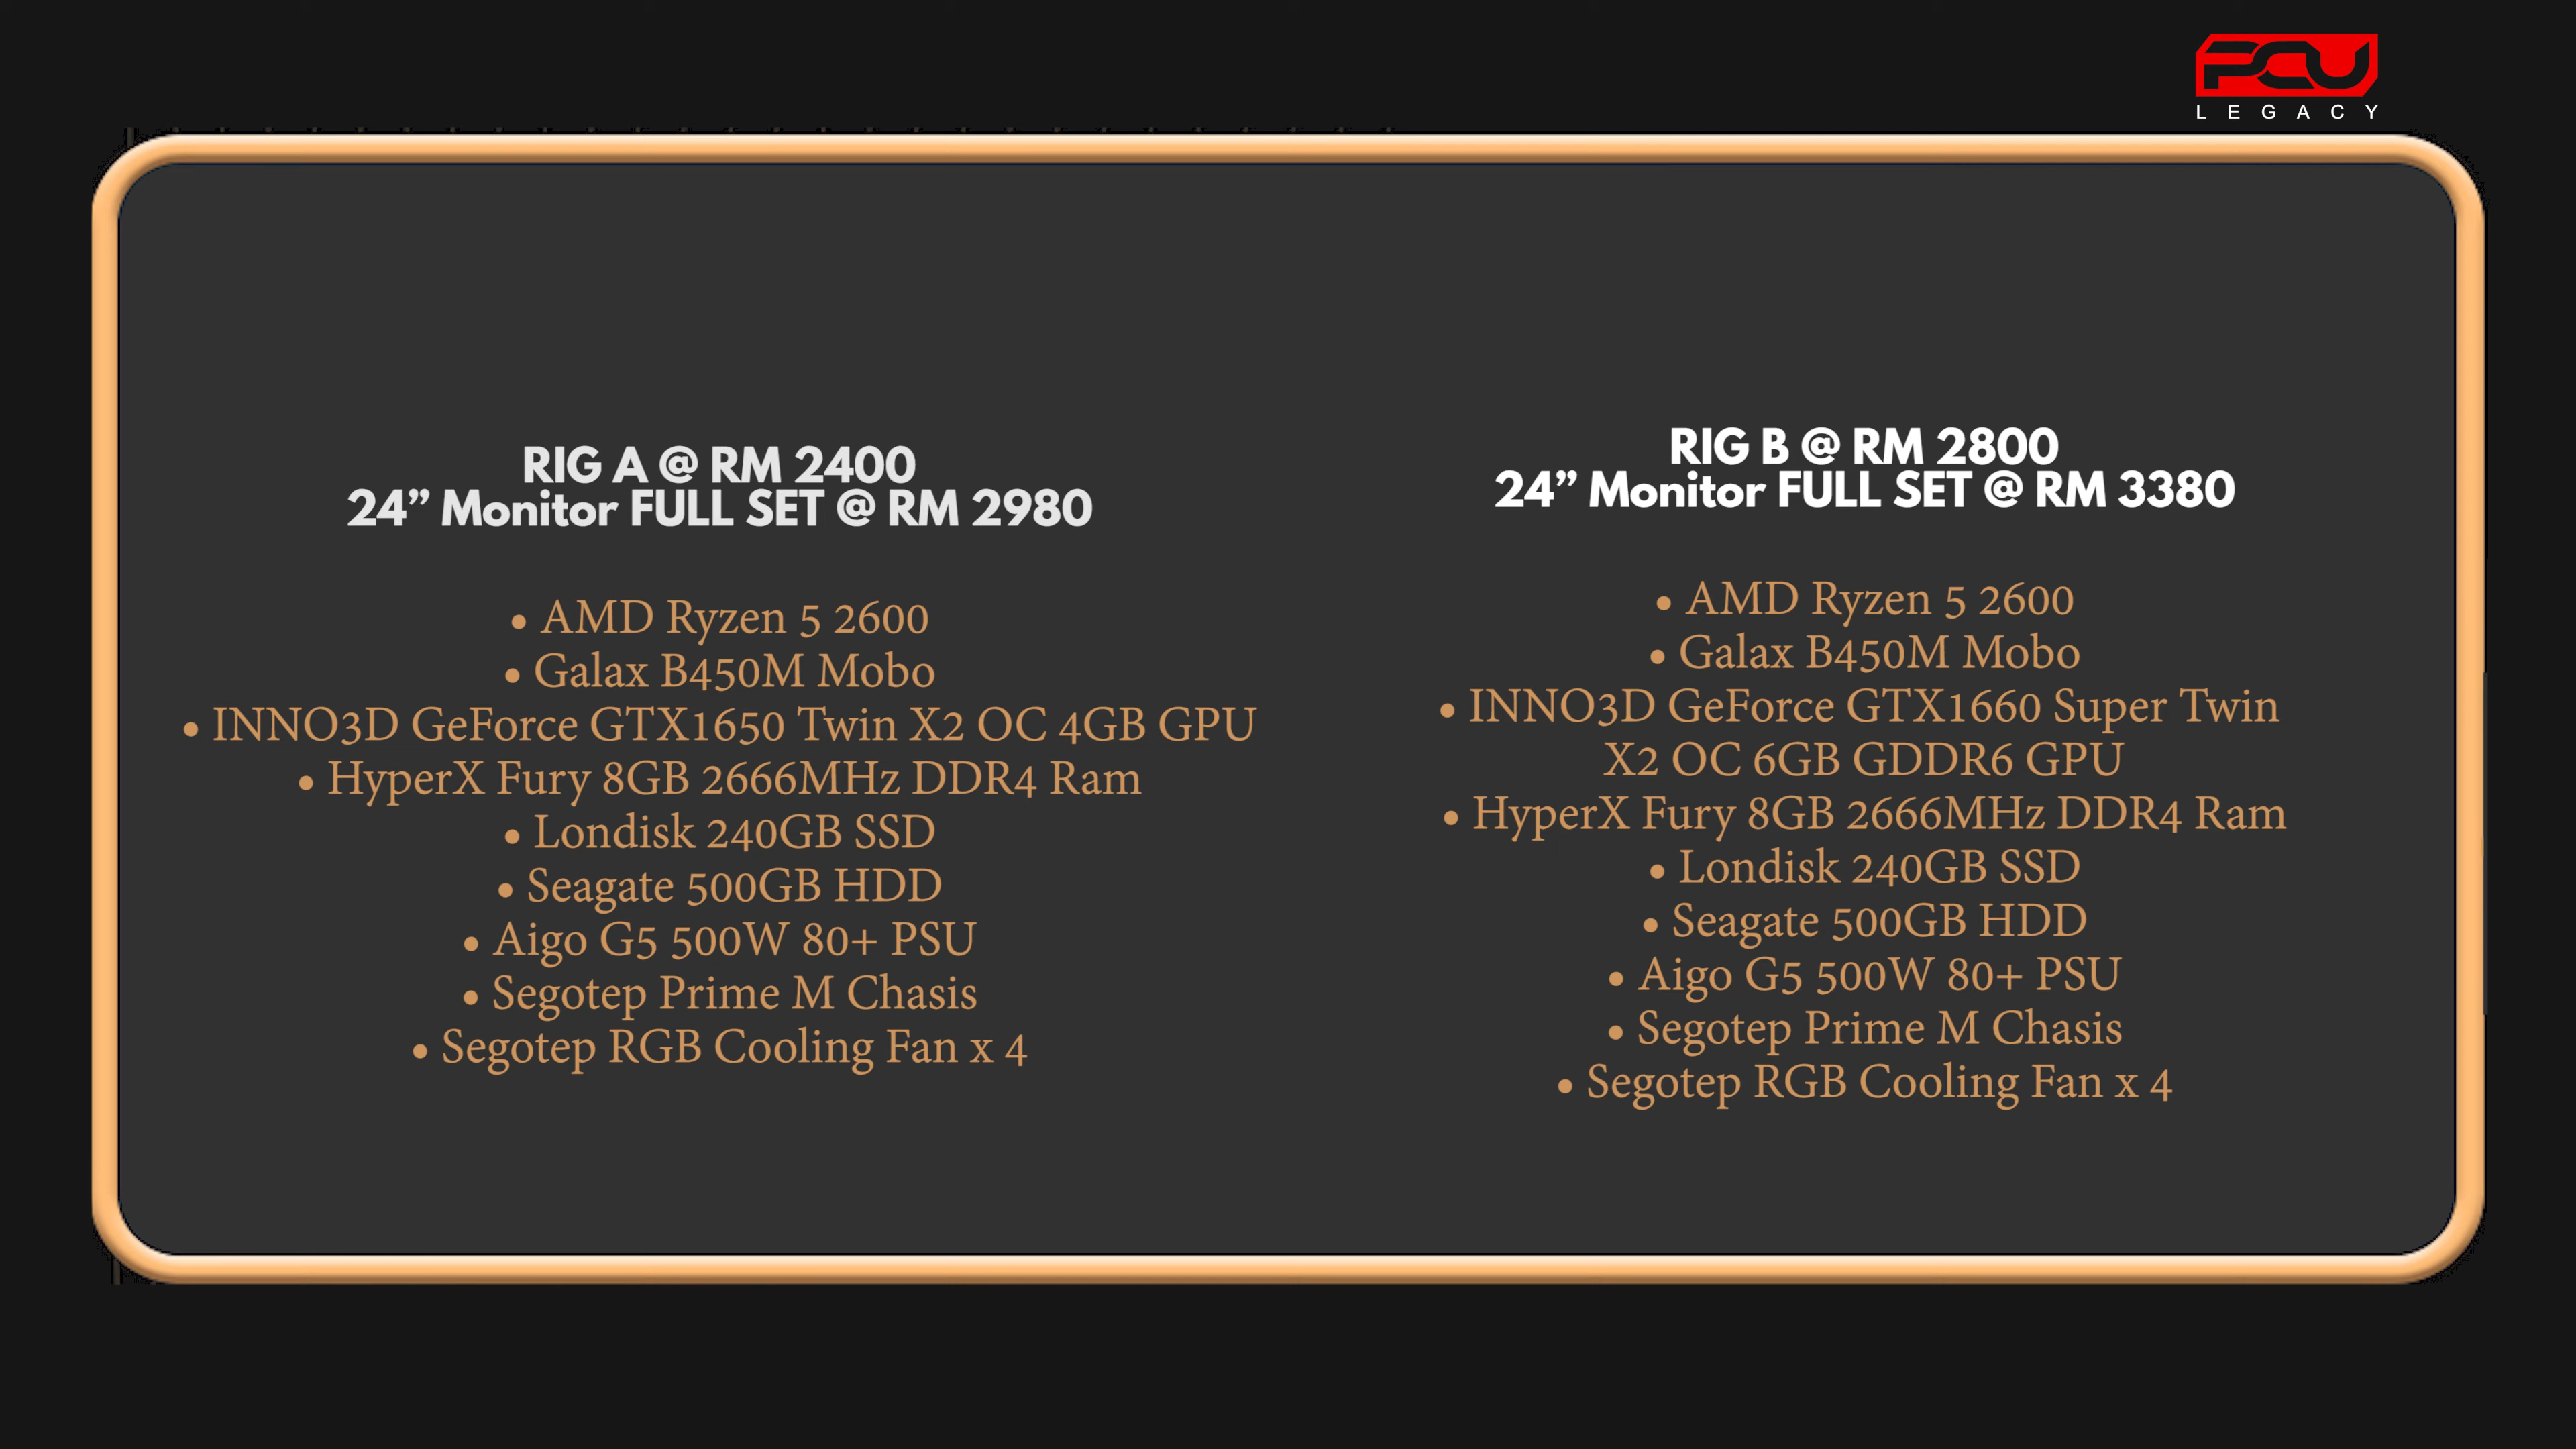 PCU
LEGACY
RIG A @ RM 2400
24” Monitor FULL SET @ RM 2980
• AMD Ryzen 5 2600
• Galax B450M Mobo
• INNO3D GeForce GTX1650 Twin X2 OC 4GB GPU
• HyperX Fury 8GB 2666MHz DDR4 Ram
• Londisk 240GB SSD
• Seagate 500GB HDD
• Aigo G5 500W 80+ PSU
• Segotep Prime M Chasis
• Segotep RGB Cooling Fan x 4
RIG B @ RM 2800
24” Monitor FULL SET @ RM 3380
• AMD Ryzen 5 2600
• Galax B450M Mobo
• INNO3D GeForce GTX1660 Super Twin
X2 OC 6GB GDDR6 GPU
• HyperX Fury 8GB 2666MHz DDR4 Ram
• Londisk 240GB SSD
• Seagate 500GB HDD
• Aigo G5 500W 80+ PSU
• Segotep Prime M Chasis
• Segotep RGB Cooling Fan x 4